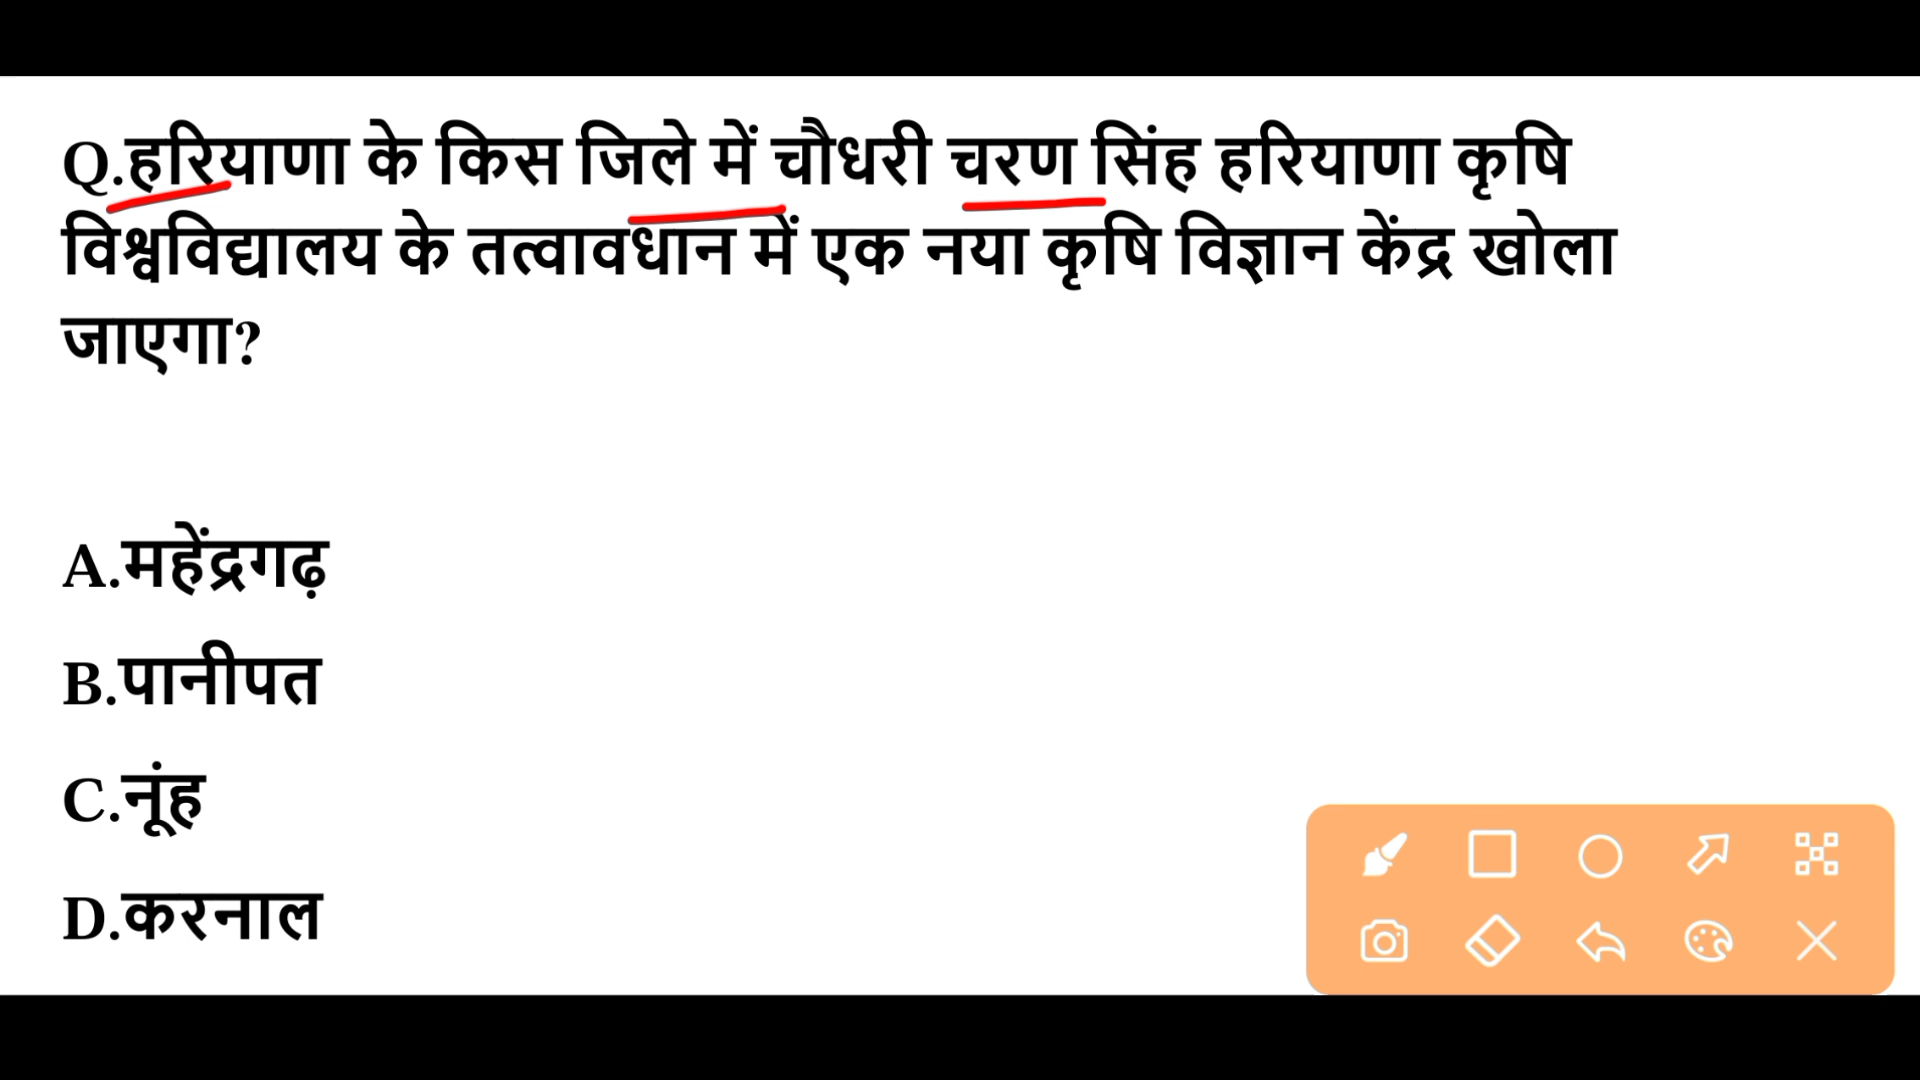 Q.हरियाणा के किस जिले में चौधरी चरण सिंह हरियाणा कृषि
विश्वविद्यालय के तत्वावधान में एक नया कृषि विज्ञान केंद्र खोला
जाएगा?
A.महेंद्रगढ़
B.पानीपत
C.नूंह
D.करनाल